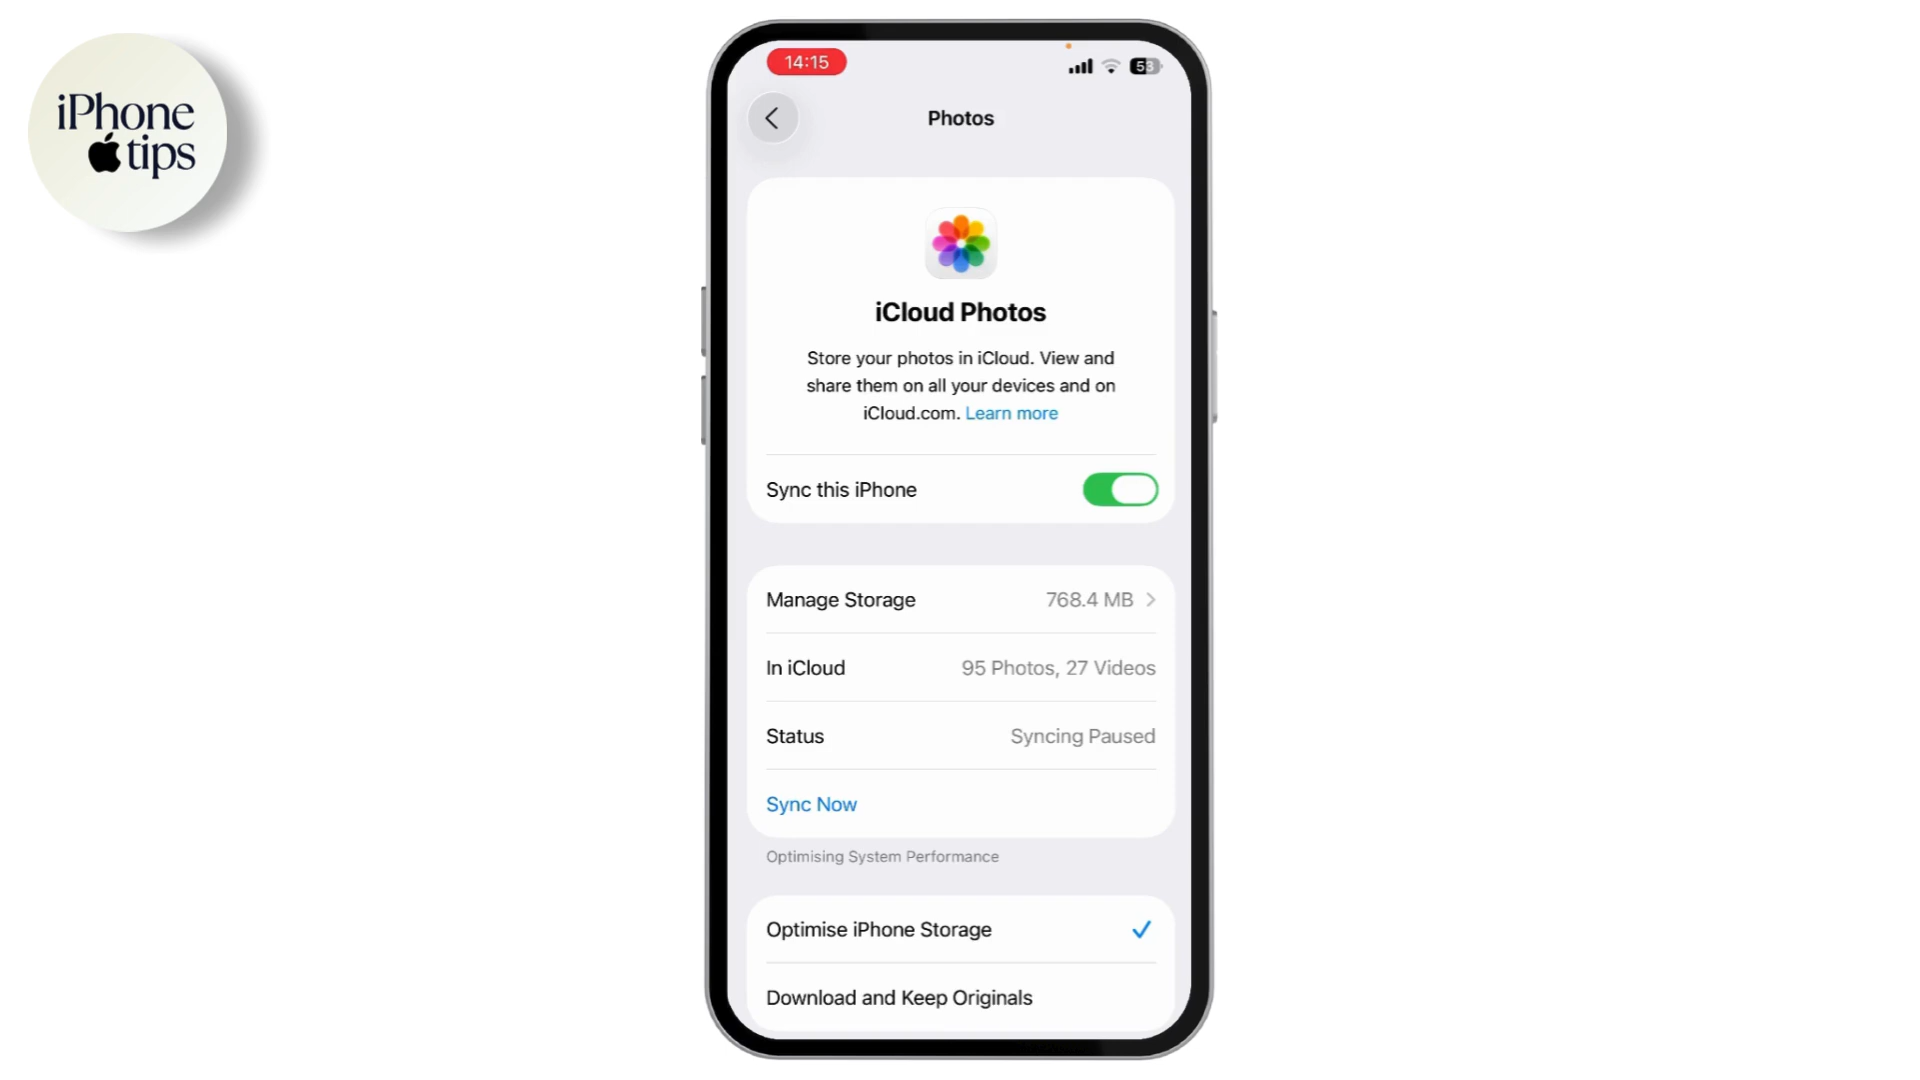 iPhone
tips
14:15
53
Photos
iCloud Photos
Store your photos in iCloud. View and
share them on all your devices and on
iCloud.com. Learn more
Sync this iPhone
Manage Storage 768.4 MB
In iCloud 95 Photos, 27 Videos
Status Syncing Paused
Sync Now
Optimising System Performance
Optimise iPhone Storage
Download and Keep Originals